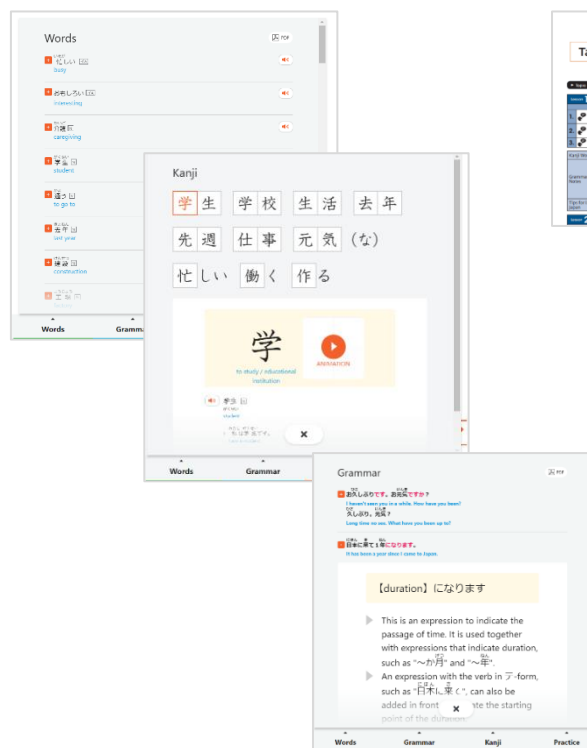 Words
PDF
忙しい
busy
おもしろい
interesting
介護
caregiving
学生
student
通う
to go to
去年
last year
建設
construction
Words
Kanji
学生 学校 生活 去年
先週 仕事 元気(な)
忙しい 働く 作る
学
to study / educational
institution
ANIMATION
学生
student
Words Grammar
Grammar
PDF
お久しぶりです。お元気ですか?
I haven't seen you in a while. How have you been?
久しぶり。元気?
Long time no see. What have you been up to?
日本に来て1年になります。
It has been a year since I came to Japan.
【duration】になります
This is an expression to indicate the
passage of time. It is used together
with expressions that indicate duration,
such as "～か月" and "～年".
An expression with the verb in テ-form,
such as "日本に来て", can also be
added in front
the starting
point of the duration.
Words Grammar Kanji Practice